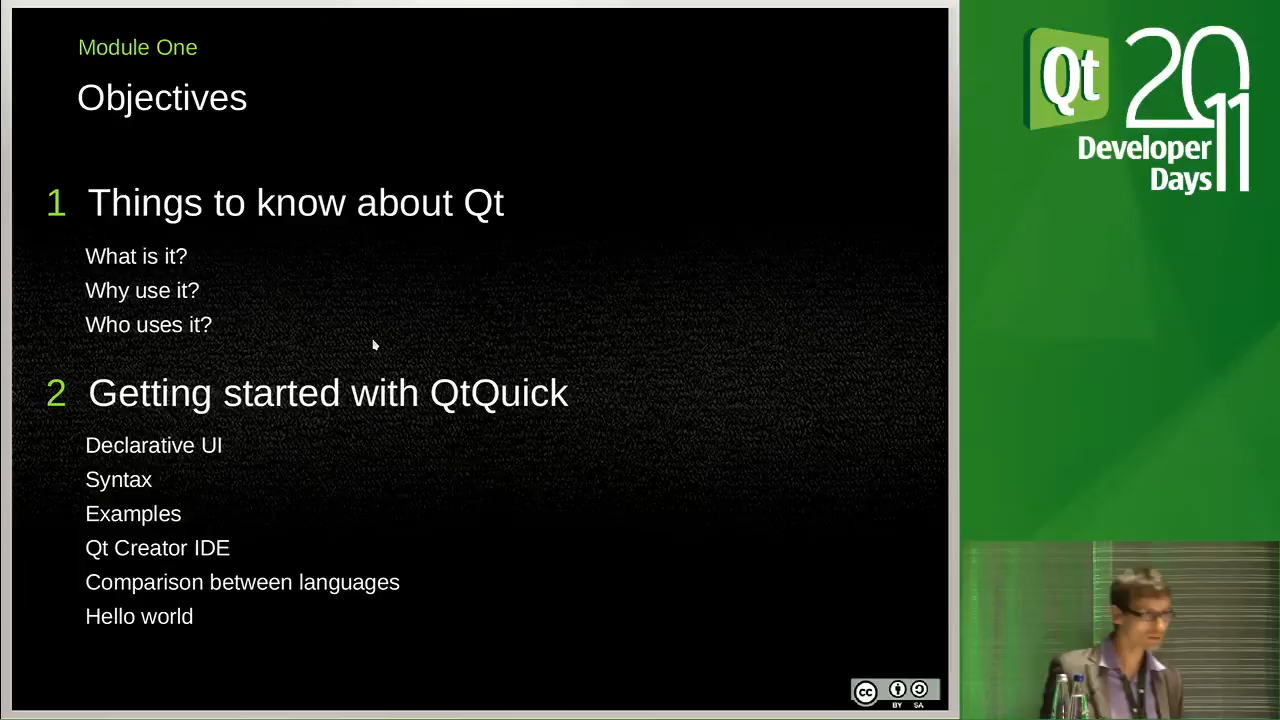 Module One
Objectives
1 Things to know about Qt
What is it?
Why use it?
Who uses it?
2 Getting started with QtQuick
Declarative UI
Syntax
Examples
Qt Creator IDE
Comparison between languages
Hello world
cc BY SA
Qt 2011
Developer
Days